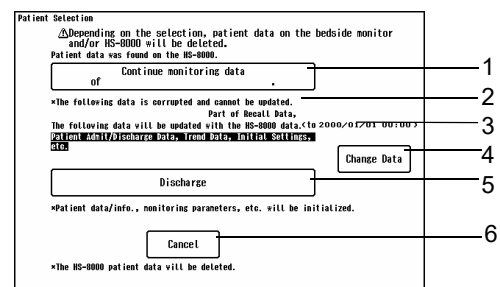 Patient Selection
⚠Depending on the selection, patient data on the bedside monitor
and/or HS-8000 will be deleted.
Patient data was found on the HS-8000.
Continue monitoring data
of .
1
*The following data is corrupted and cannot be updated.
2
Part of Recall Data,
The following data will be updated with the HS-8000 data.(to 2000/01/01 00:00)
3
Patient Admit/Discharge Data, Trend Data, Initial Settings,
etc.
Change Data
4
Discharge
5
*Patient data/info., monitoring parameters, etc. will be initialized.
Cancel
6
*The HS-8000 patient data will be deleted.